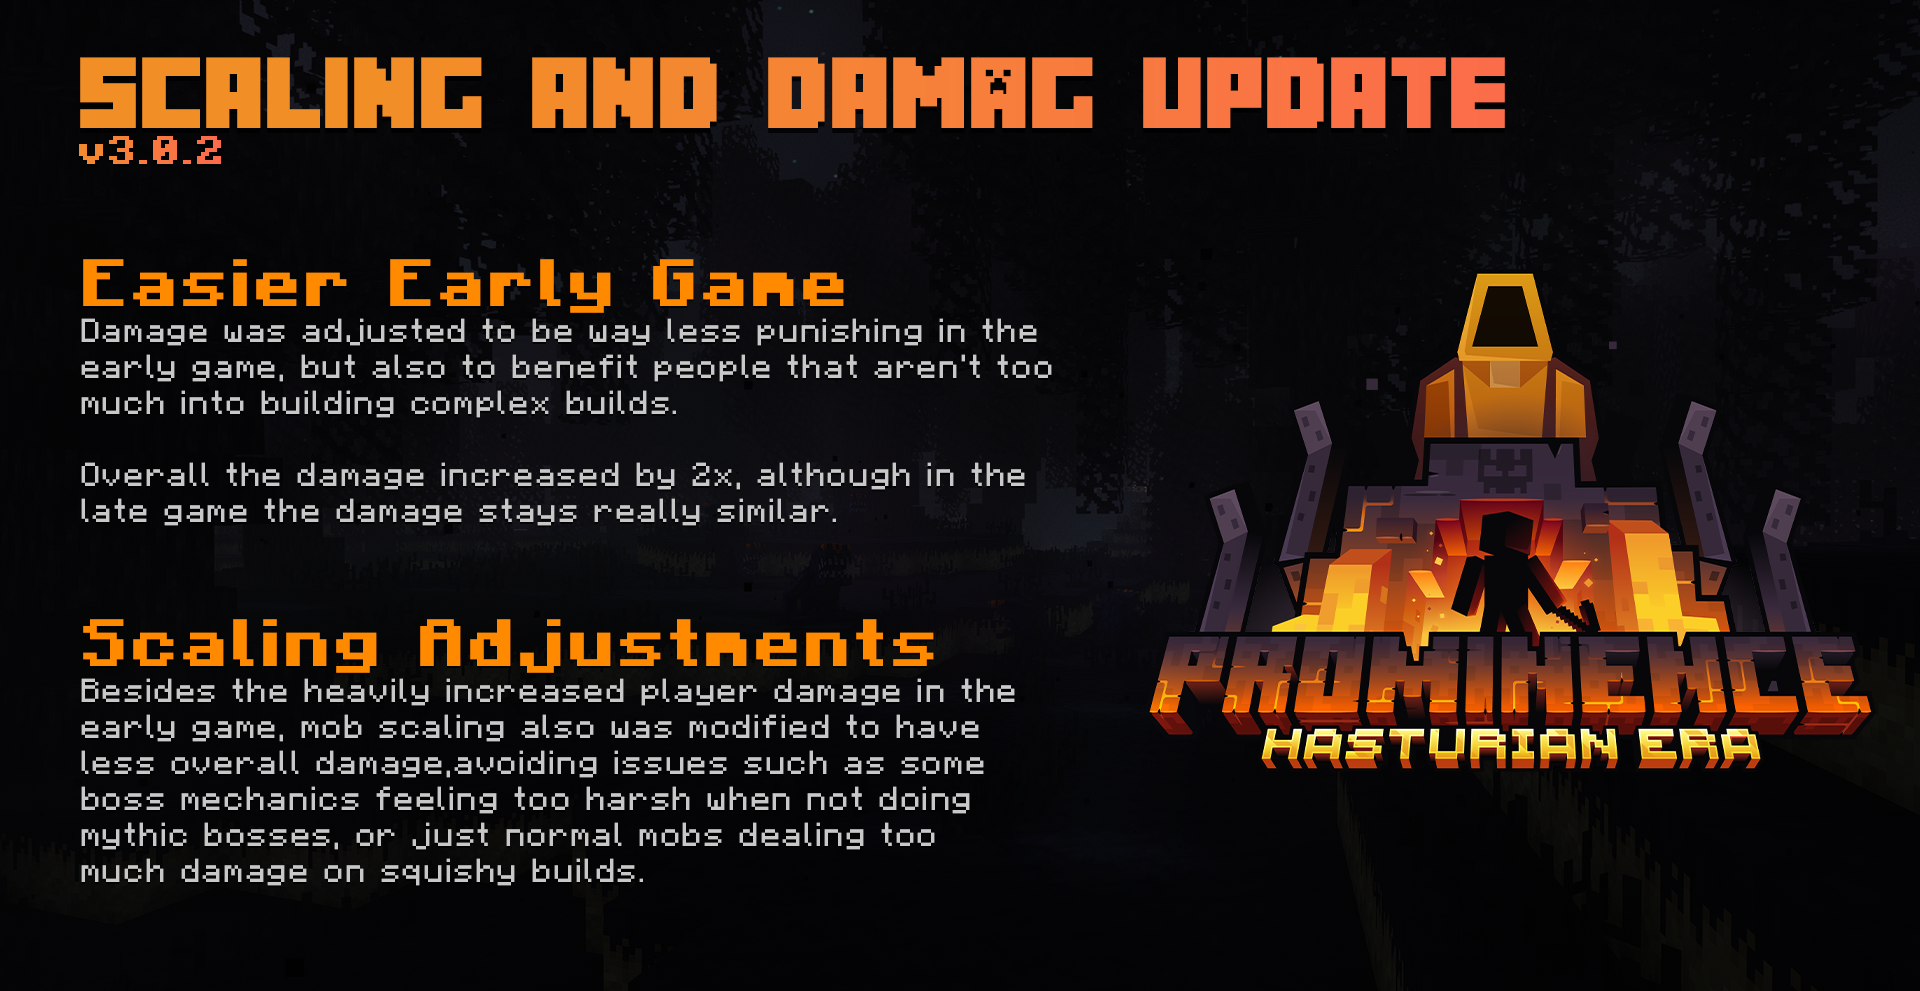 SCALING AND DAMAG UPDATE
v3.0.2
Easier Early Game
Damage was adjusted to be way less punishing in the
early game, but also to benefit people that aren't too
much into building complex builds.
Overall the damage increased by 2x, although in the
late game the damage stays really similar.
Scaling Adjustments
Besides the heavily increased player damage in the
early game, mob scaling also was modified to have
less overall damage,avoiding issues such as some
boss mechanics feeling too harsh when not doing
mythic bosses, or just normal mobs dealing too
much damage on squishy builds.
PROMINENCE
HASTURIAN ERA